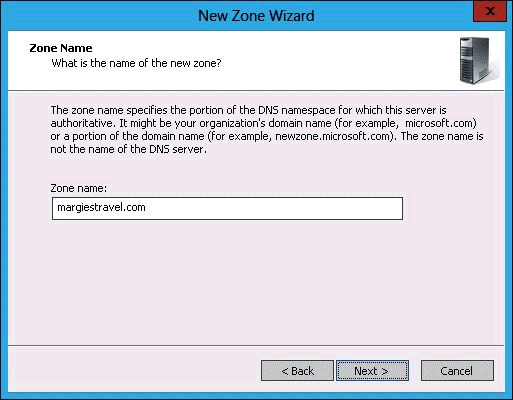 New Zone Wizard
x
Zone Name
What is the name of the new zone?
The zone name specifies the portion of the DNS namespace for which this server is
authoritative. It might be your organization's domain name (for example, microsoft.com)
or a portion of the domain name (for example, newzone.microsoft.com). The zone name is
not the name of the DNS server.
Zone name:
margiestravel.com
< Back
Next >
Cancel